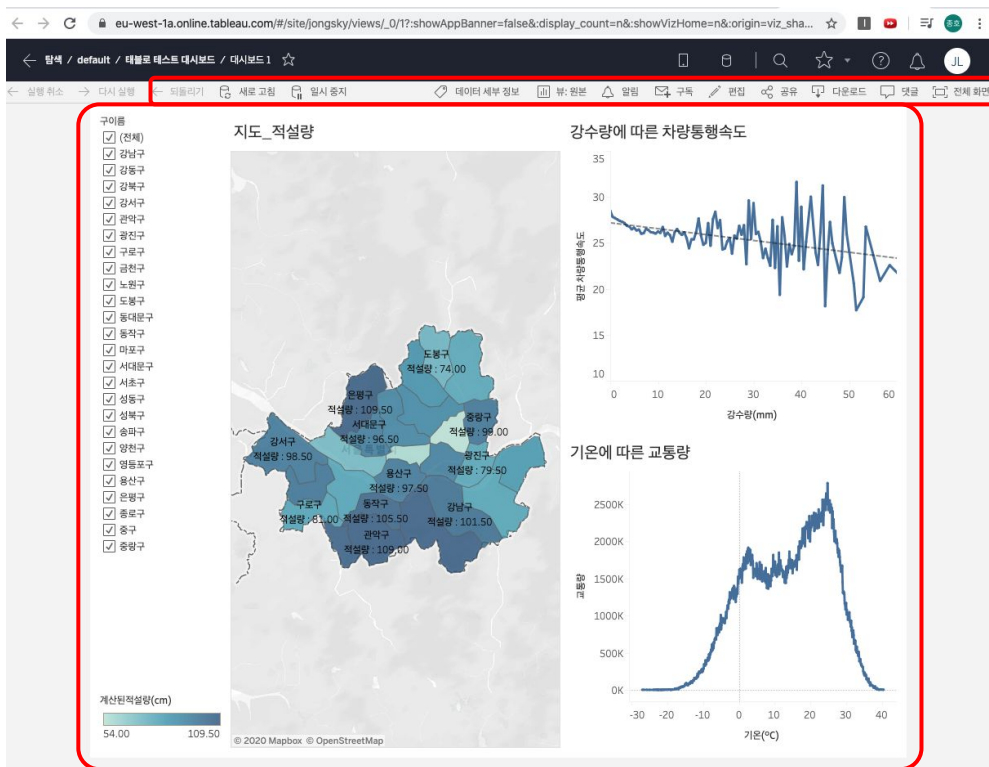 eu-west-1a.online.tableau.com/#/site/jongsky/views/_0/1?:showAppBanner=false&:display_count=n&:showVizHome=n&:origin=viz_sha...
종호
탐색 / default / 태블로 테스트 대시보드 / 대시보드 1
JL
실행 취소 다시 실행 되돌리기 새로 고침 일시 중지 데이터 세부 정보 뷰: 원본 알림 구독 편집 공유 다운로드 댓글 전체 화면
구이름
(전체)
강남구
강동구
강북구
강서구
관악구
광진구
구로구
금천구
노원구
도봉구
동대문구
동작구
마포구
서대문구
서초구
성동구
성북구
송파구
양천구
영등포구
용산구
은평구
종로구
중구
중랑구
계산된적설량(cm)
54.00 109.50
지도_적설량
도봉구
적설량 : 74.00
은평구
적설량 : 109.50
서대문구
적설량 : 96.50
중랑구
적설량 : 99.00
강서구
적설량 : 98.50
광진구
적설량 : 79.50
용산구
적설량 : 97.50
구로구
적설량 : 81.00
동작구
적설량 : 105.50
강남구
적설량 : 101.50
관악구
적설량 : 109.00
© 2020 Mapbox © OpenStreetMap
강수량에 따른 차량통행속도
평균 차량통행속도
35
30
25
20
15
10
0 10 20 30 40 50 60
강수량(mm)
기온에 따른 교통량
교통량
2500K
2000K
1500K
1000K
500K
0K
-30 -20 -10 0 10 20 30 40
기온(ºC)